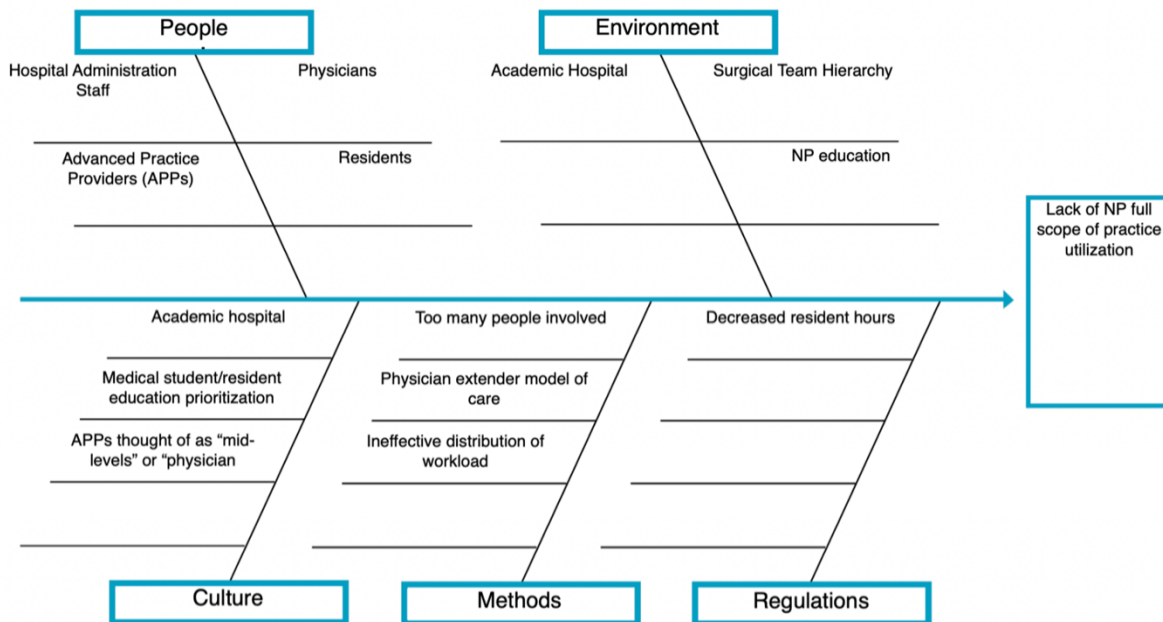 People
Environment
Hospital Administration
Staff
Physicians
Academic Hospital
Surgical Team Hierarchy
Advanced Practice
Providers (APPs)
Residents
NP education
Lack of NP full
scope of practice
utilization
Academic hospital
Too many people involved
Decreased resident hours
Medical student/resident
education prioritization
Physician extender model of
care
APPs thought of as “mid-
levels” or “physician
Ineffective distribution of
workload
Culture
Methods
Regulations